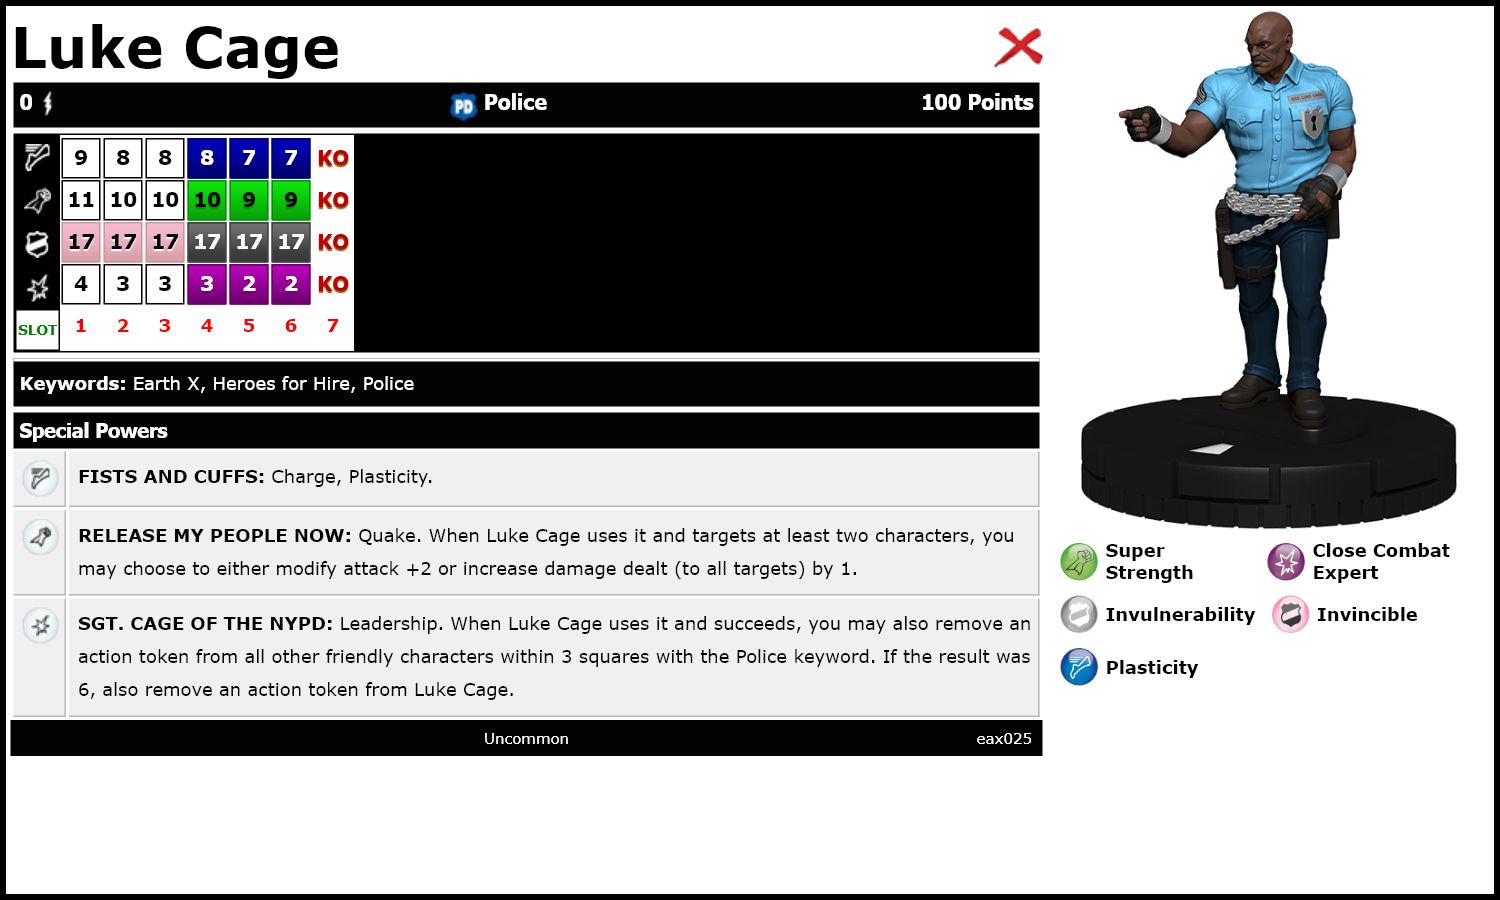 Luke Cage
0 PD Police 100 Points
9 8 8 8 7 7 KO
11 10 10 10 9 9 KO
17 17 17 17 17 17 KO
4 3 3 3 2 2 KO
SLOT 1 2 3 4 5 6 7
Keywords: Earth X, Heroes for Hire, Police
Special Powers
FISTS AND CUFFS: Charge, Plasticity.
RELEASE MY PEOPLE NOW: Quake. When Luke Cage uses it and targets at least two characters, you
may choose to either modify attack +2 or increase damage dealt (to all targets) by 1.
SGT. CAGE OF THE NYPD: Leadership. When Luke Cage uses it and succeeds, you may also remove an
action token from all other friendly characters within 3 squares with the Police keyword. If the result was
6, also remove an action token from Luke Cage.
Uncommon eax025
SGT. LUKE CAGE
Super
Strength
Close Combat
Expert
Invulnerability
Invincible
Plasticity